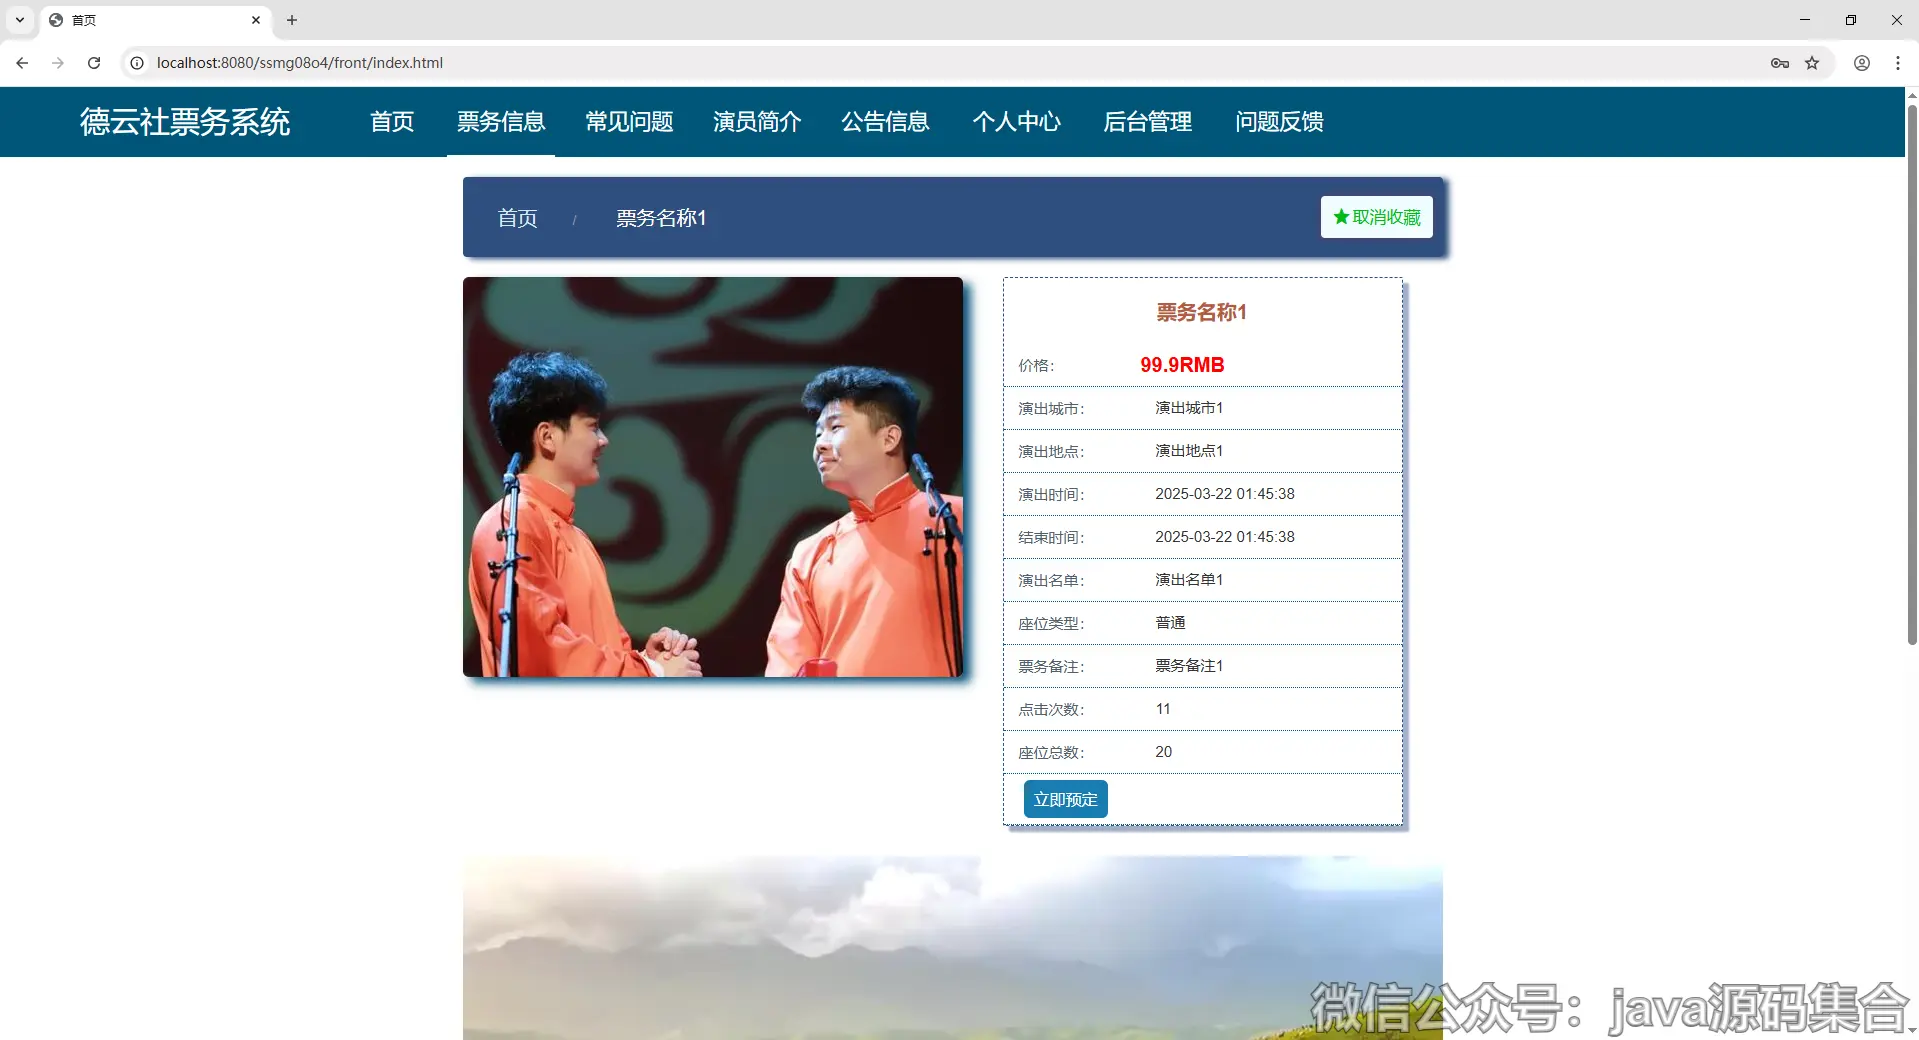 首页
localhost:8080/ssmg08o4/front/index.html
德云社票务系统 首页 票务信息 常见问题 演员简介 公告信息 个人中心 后台管理 问题反馈
首页 / 票务名称1 ★取消收藏
票务名称1
价格: 99.9RMB
演出城市: 演出城市1
演出地点: 演出地点1
演出时间: 2025-03-22 01:45:38
结束时间: 2025-03-22 01:45:38
演出名单: 演出名单1
座位类型: 普通
票务备注: 票务备注1
点击次数: 11
座位总数: 20
立即预定
微信公众号：java源码集合